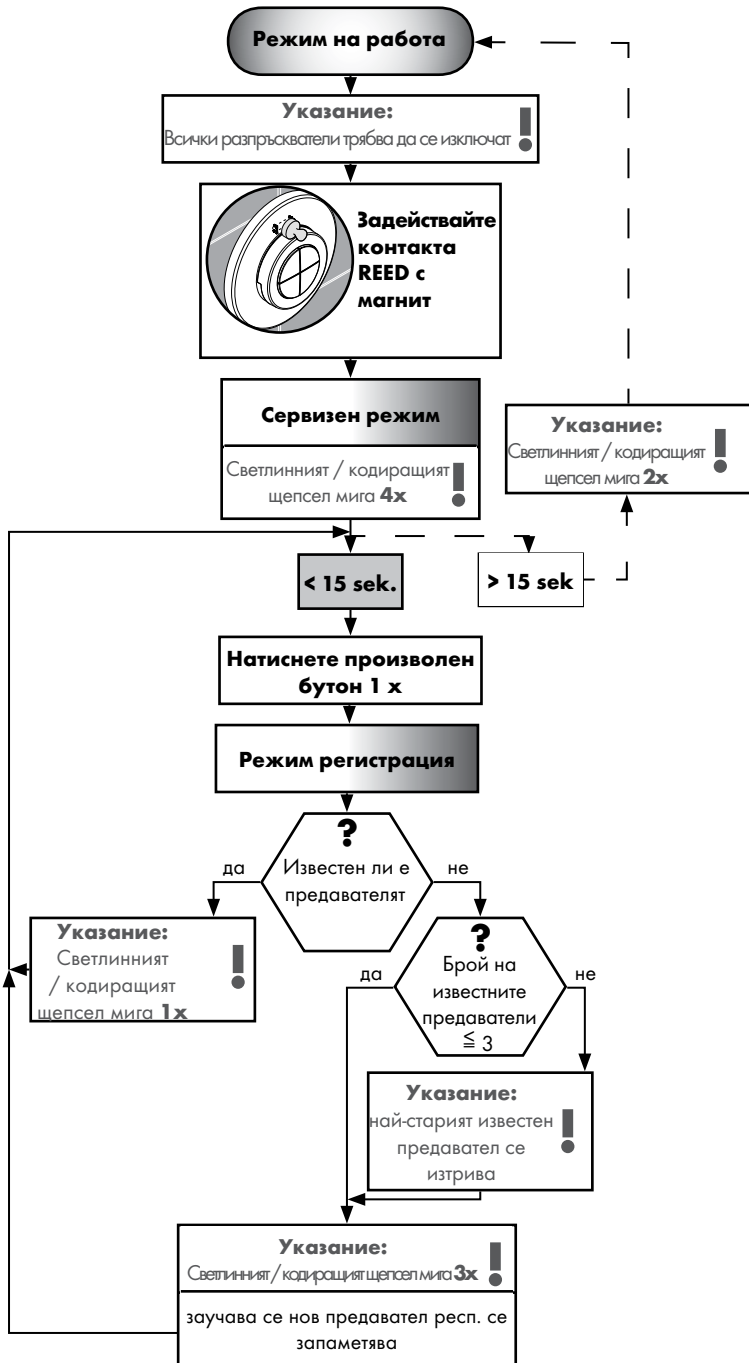 Режим на работа
Указание:
Всички разпръскватели трябва да се изключат
!
Задействайте
контакта
REED с
магнит
Сервизен режим
Светлинният / кодиращият
щепсел мига 4x
!
Указание:
Светлинният / кодиращият
щепсел мига 2x
!
< 15 sek.
> 15 sek
Натиснете произволен
бутон 1 x
Режим регистрация
?
Известен ли е
предавателят
да
не
Указание:
Светлинният
/ кодиращият
щепсел мига 1x
!
?
Брой на
известните
предаватели
≦ 3
да
не
Указание:
най-старият известен
предавател се
изтрива
!
Указание:
Светлинният / кодиращият щепсел мига 3x
!
заучава се нов предавател респ. се
запаметява